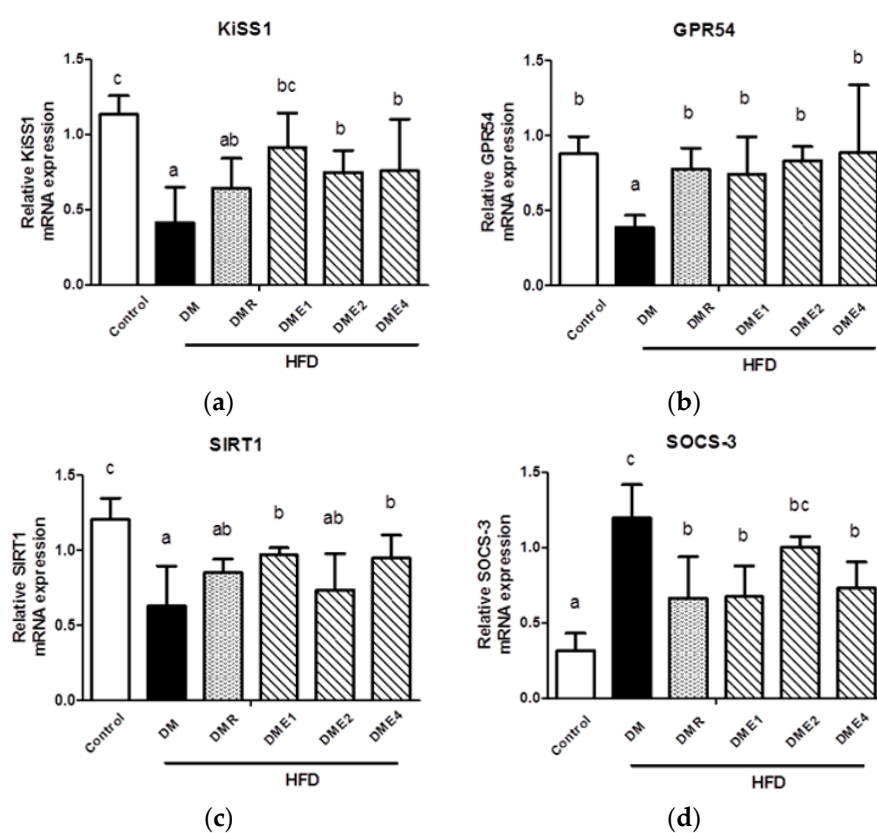 KiSS1
Relative KiSS1
mRNA expression
1.5
1.0
0.5
0.0
c
a
ab
bc
b
b
Control
DM
DMR
DME1
DME2
DME4
HFD
(a)
GPR54
Relative GPR54
mRNA expression
1.5
1.0
0.5
0.0
b
a
b
b
b
b
Control
DM
DMR
DME1
DME2
DME4
HFD
(b)
SIRT1
Relative SIRT1
mRNA expression
1.5
1.0
0.5
0.0
c
a
ab
b
ab
b
Control
DM
DMR
DME1
DME2
DME4
HFD
(c)
SOCS-3
Relative SOCS-3
mRNA expression
1.5
1.0
0.5
0.0
a
c
b
b
bc
b
Control
DM
DMR
DME1
DME2
DME4
HFD
(d)